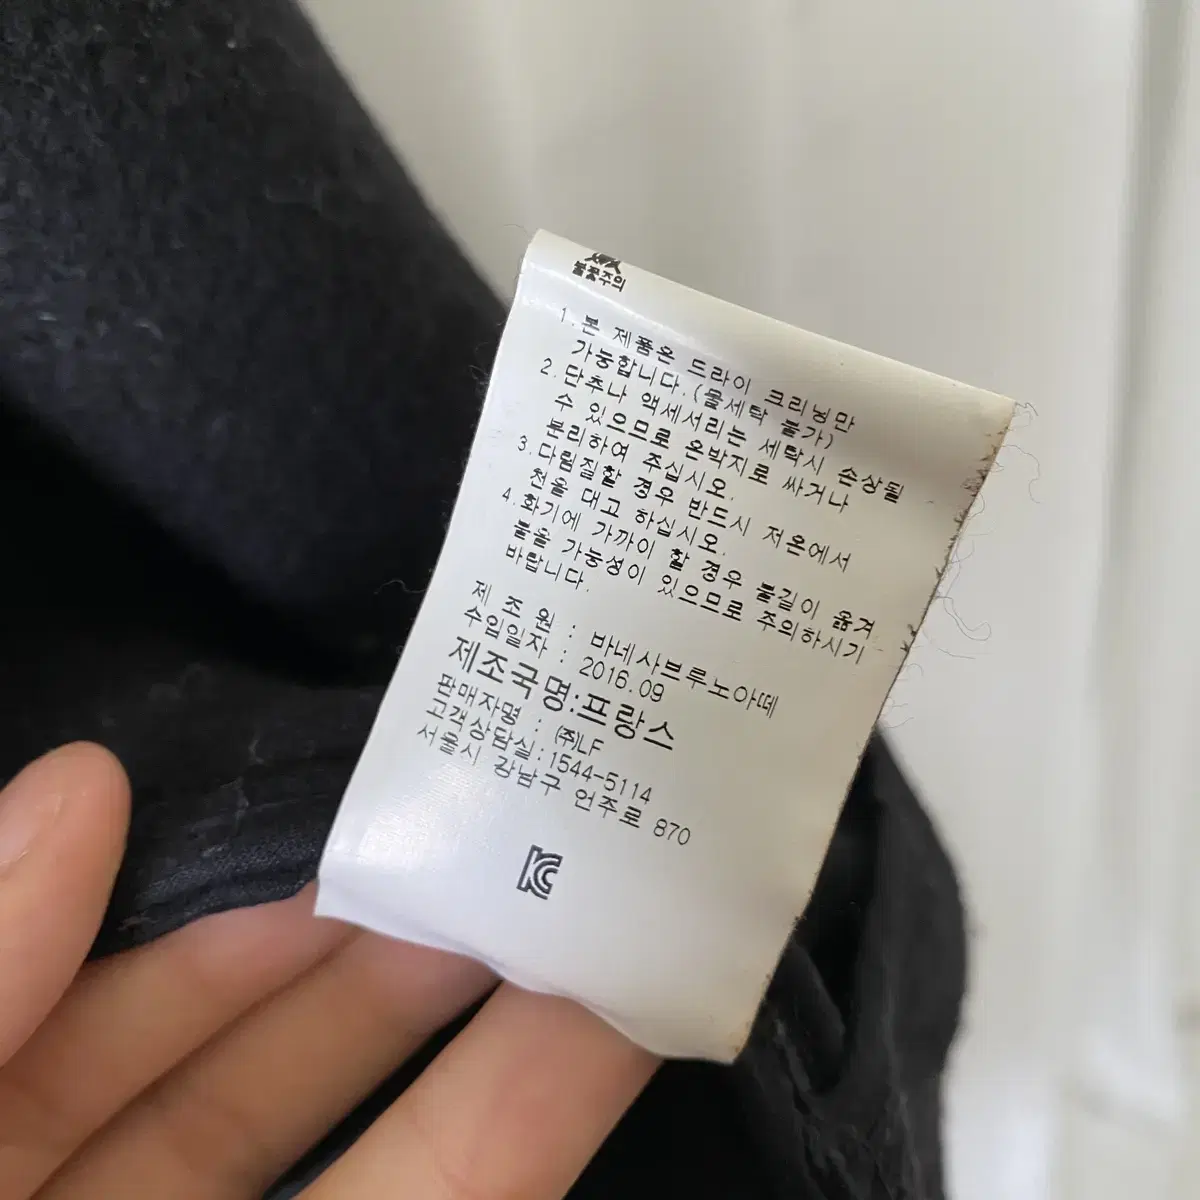 불꽃주의
1.본 제품은 드라이 크리닝만
가능합니다.(물세탁 불가)
2.단추나 액세서리는 세탁시 손상될
수 있으므로 은박지로 싸거나
분리하여 주십시오.
3.다림질할 경우 반드시 저온에서
천을 대고 하십시오.
4.화기에 가까이 할 경우 불길이 옮겨
붙을 가능성이 있으므로 주의하시기
바랍니다.
제 조 원 : 바네사브루노아떼
수입일자 : 2016.09
제조국명:프랑스
판매자명 : (주)LF
고객상담실:1544-5114
서울시 강남구 언주로 870
KC